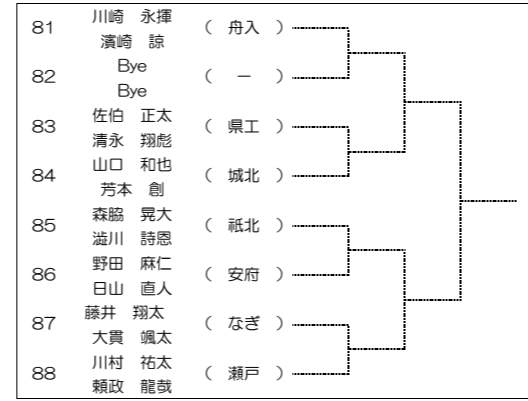 81 川崎 永揮 ( 舟入 )
濱崎 諒
82 Bye ( ー )
Bye
83 佐伯 正太 ( 県工 )
清永 翔彪
84 山口 和也 ( 城北 )
芳本 創
85 森脇 晃大 ( 祇北 )
澁川 詩恩
86 野田 麻仁 ( 安府 )
日山 直人
87 藤井 翔太 ( なぎ )
大貫 颯太
88 川村 祐太 ( 瀬戸 )
頼政 龍哉